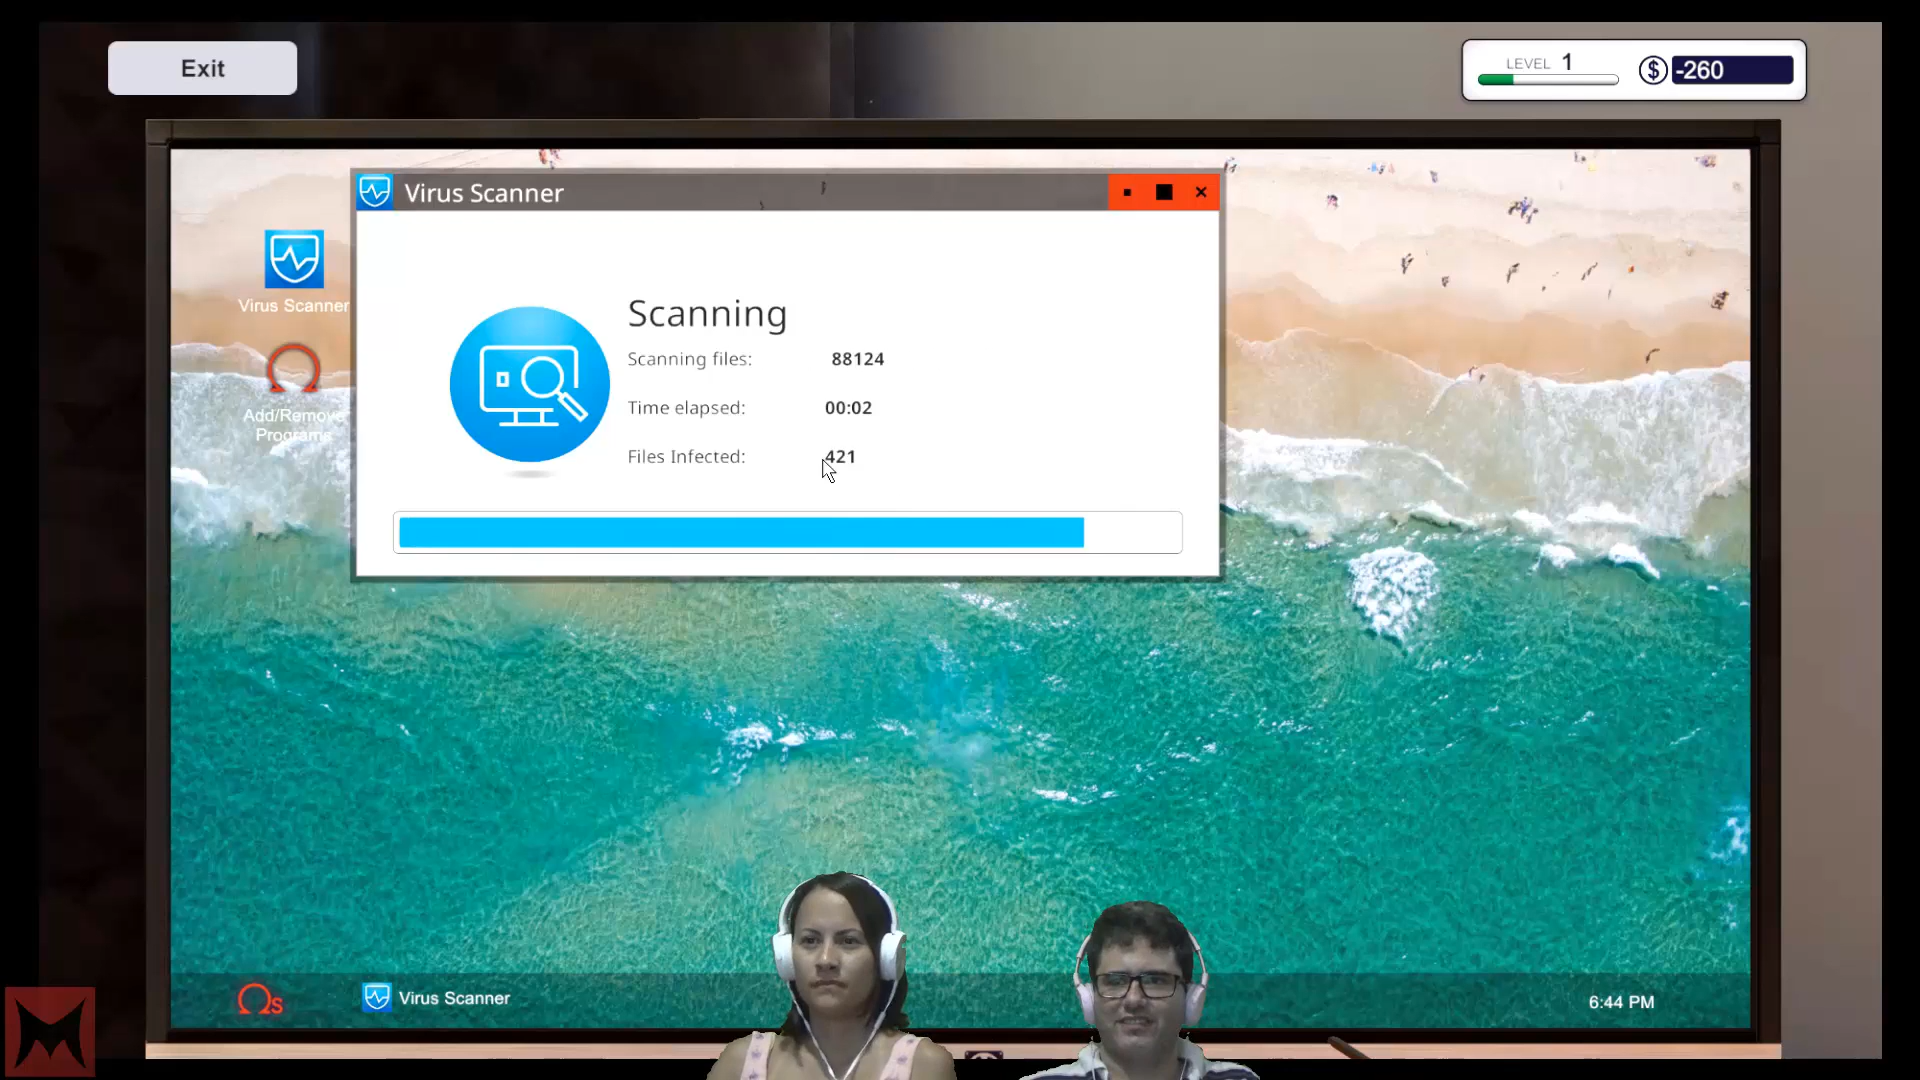 Exit
LEVEL 1
$ -260
Virus Scanner
Virus Scanner
Add/Remove
Programs
Scanning
Scanning files: 88124
Time elapsed: 00:02
Files Infected: 421
Ωs
Virus Scanner
6:44 PM